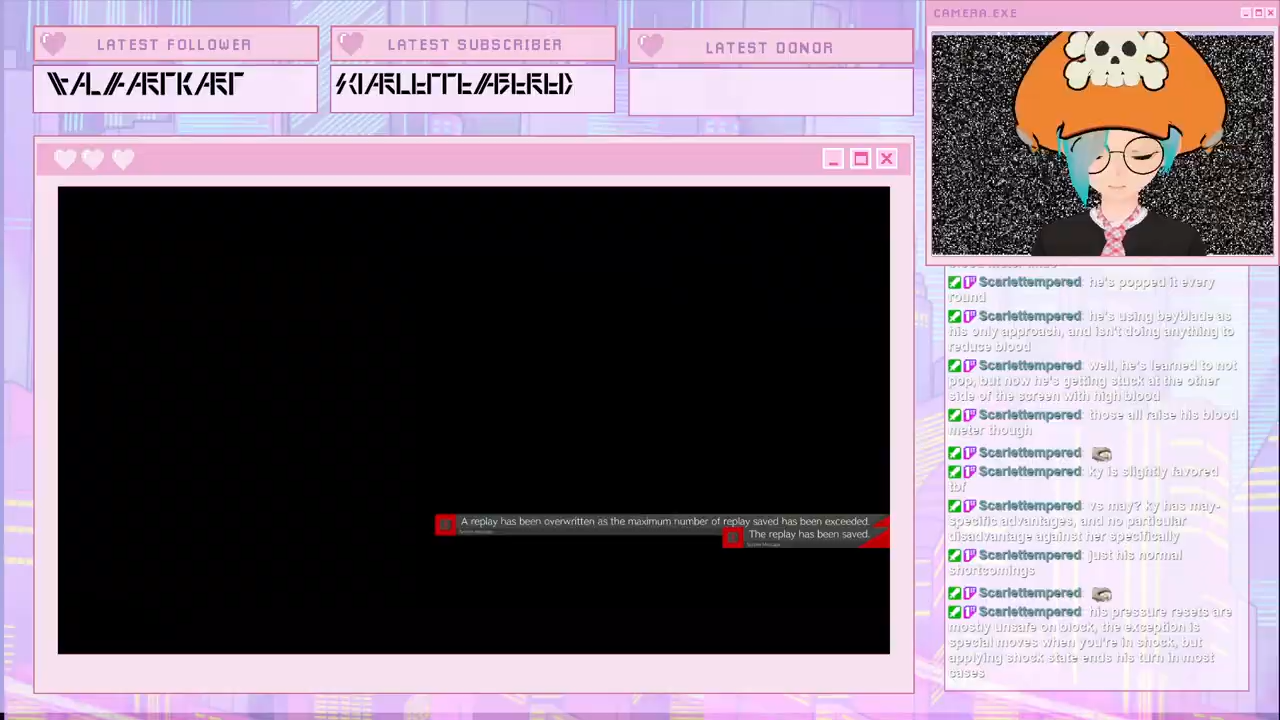 LATEST FOLLOWER
LATEST SUBSCRIBER
LATEST DONOR
CAMERA.EXE
Scarlettempered: he's popped it every
round
Scarlettempered: he's using beyblade as
his only approach, and isn't doing anything to
reduce blood
Scarlettempered: well, he's learned to not
pop, but now he's getting stuck at the other
side of the screen with high blood
Scarlettempered: those all raise his blood
meter though
Scarlettempered:
Scarlettempered: ky is slightly favored
tbf
Scarlettempered: vs may? ky has may-
specific advantages, and no particular
disadvantage against her specifically
Scarlettempered: just his normal
shortcomings
Scarlettempered:
Scarlettempered: his pressure resets are
mostly unsafe on block, the exception is
special moves when you're in shock, but
applying shock state ends his turn in most
cases
A replay has been overwritten as the maximum number of replay saved has been exceeded.
System Message
The replay has been saved.
System Message